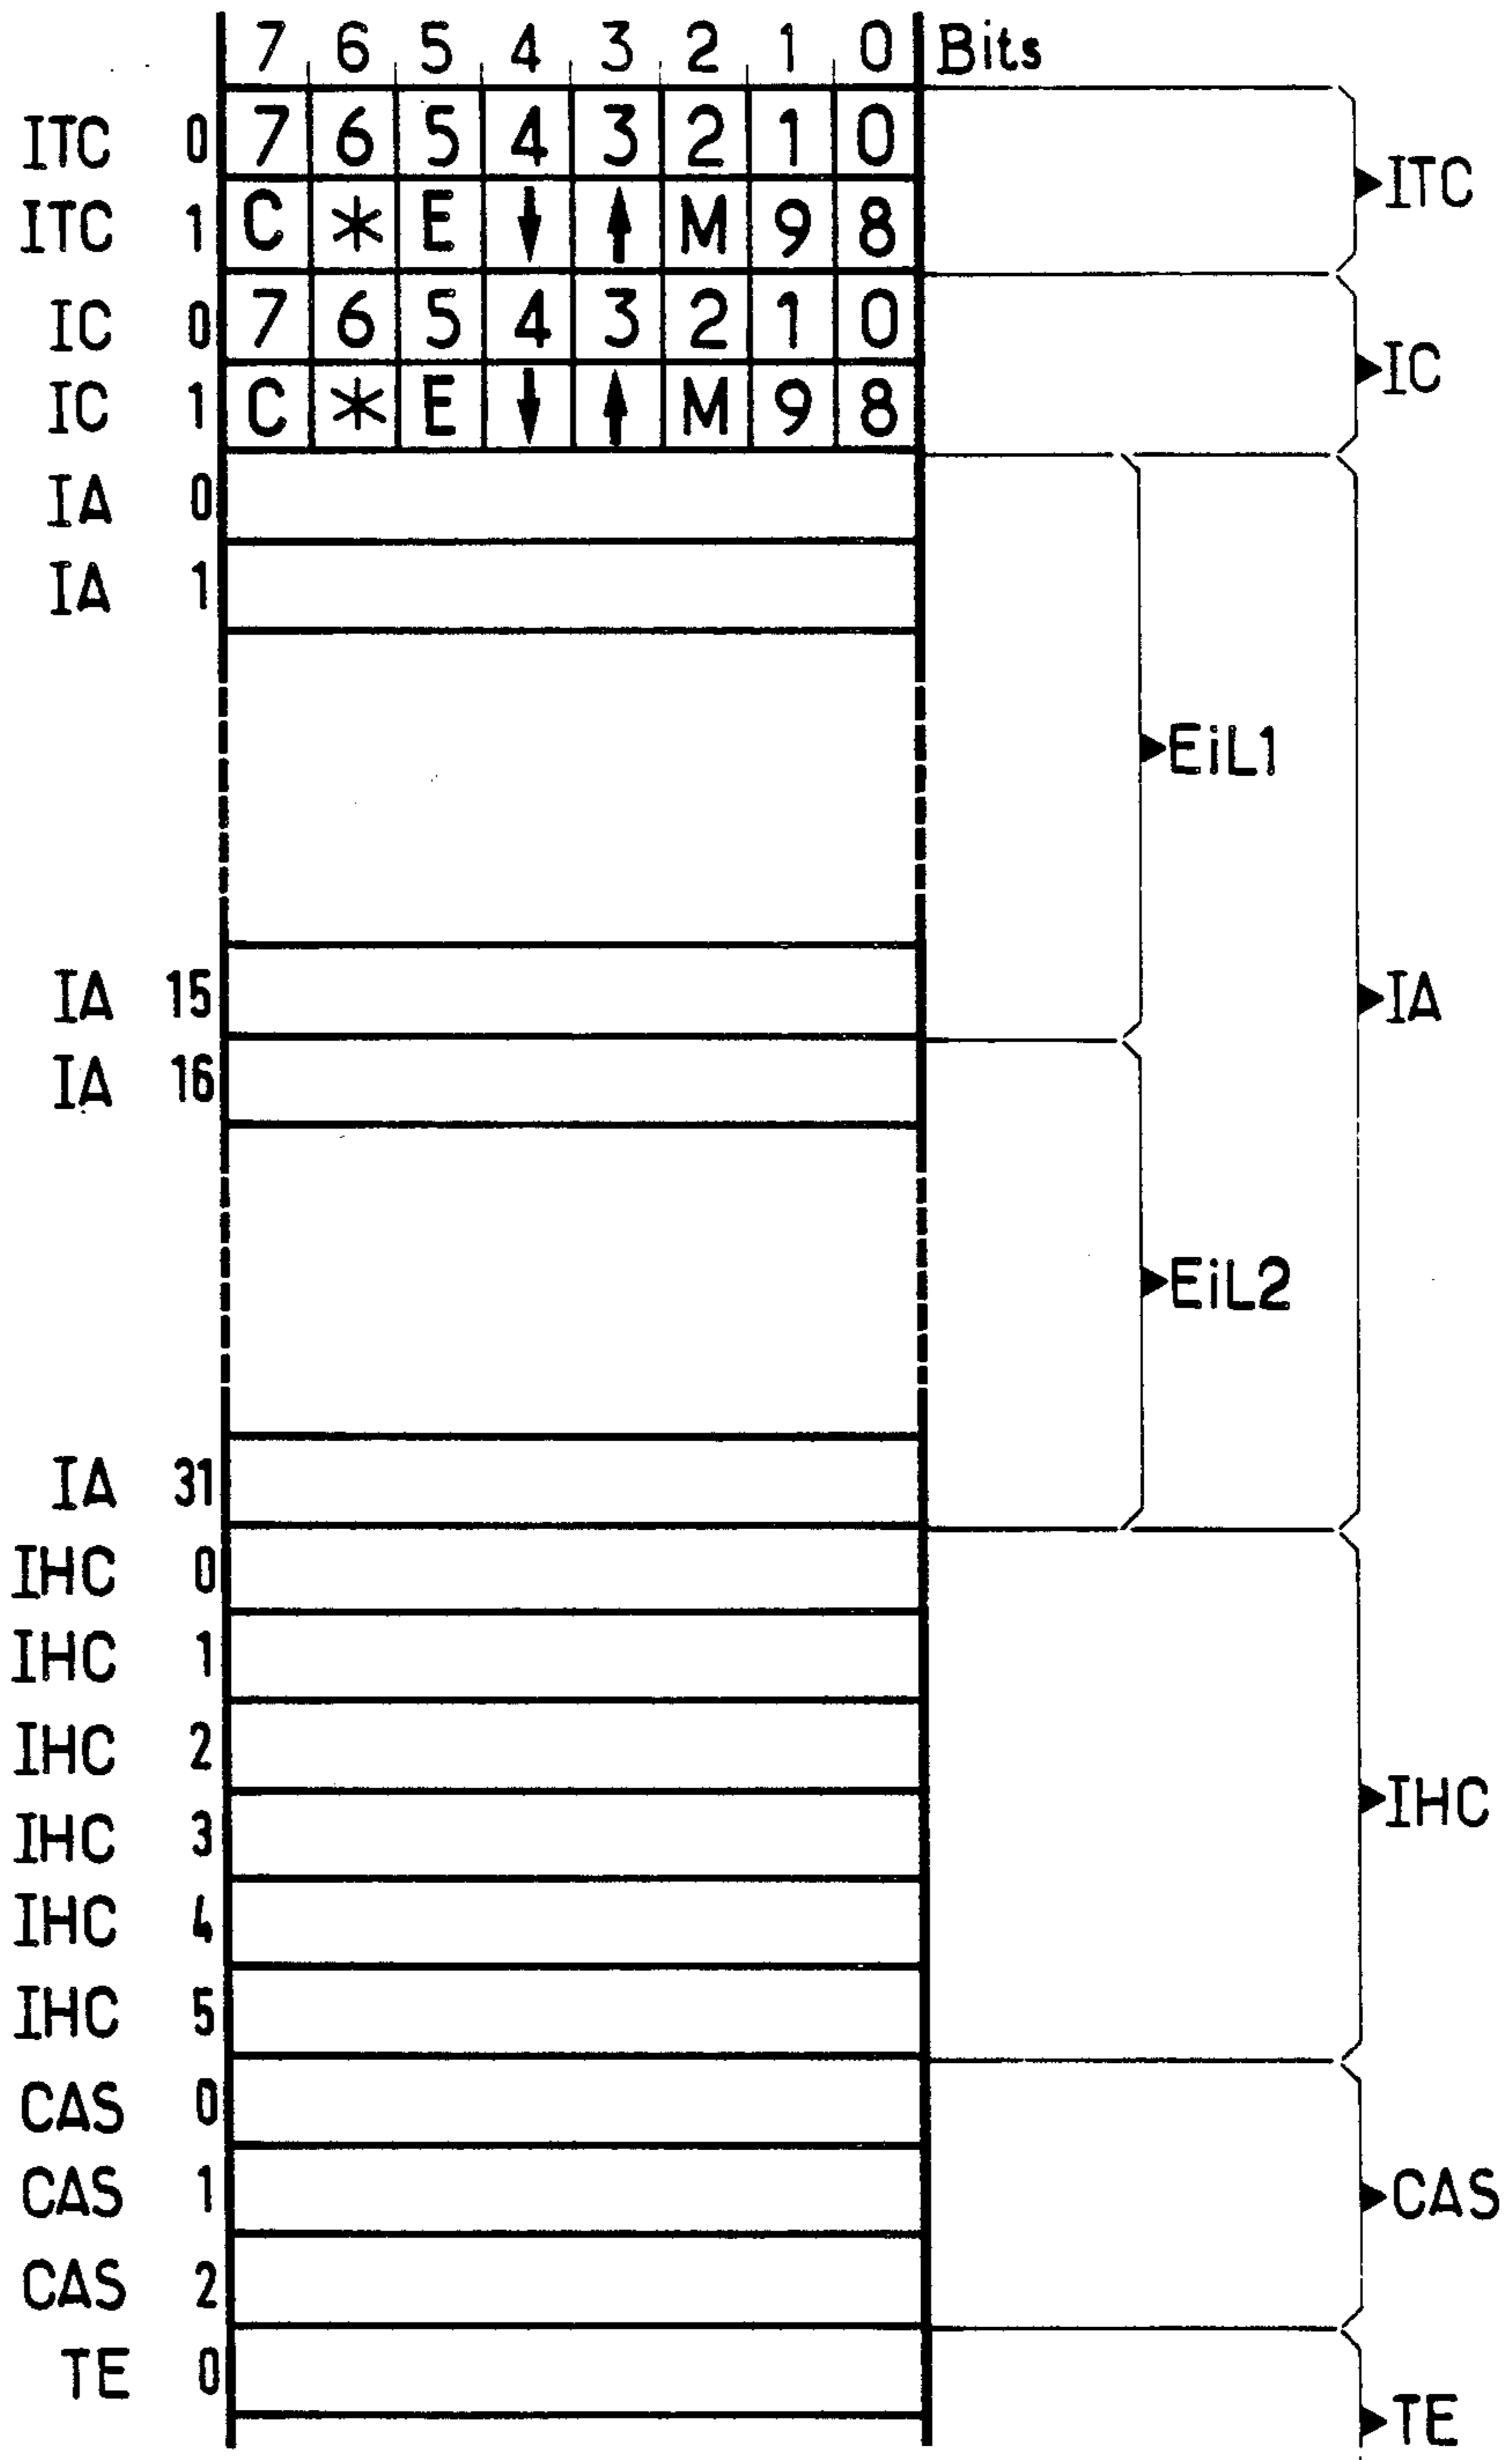 7 6 5 4 3 2 1 0 Bits
ITC 0 7 6 5 4 3 2 1 0
ITC
ITC 1 C * E ↓ ↑ M 9 8
IC 0 7 6 5 4 3 2 1 0
IC
IC 1 C * E ↓ ↑ M 9 8
IA 0
IA 1
EiL1
IA 15
IA
IA 16
EiL2
IA 31
IHC 0
IHC 1
IHC 2
IHC
IHC 3
IHC 4
IHC 5
CAS 0
CAS 1
CAS
CAS 2
TE 0
TE